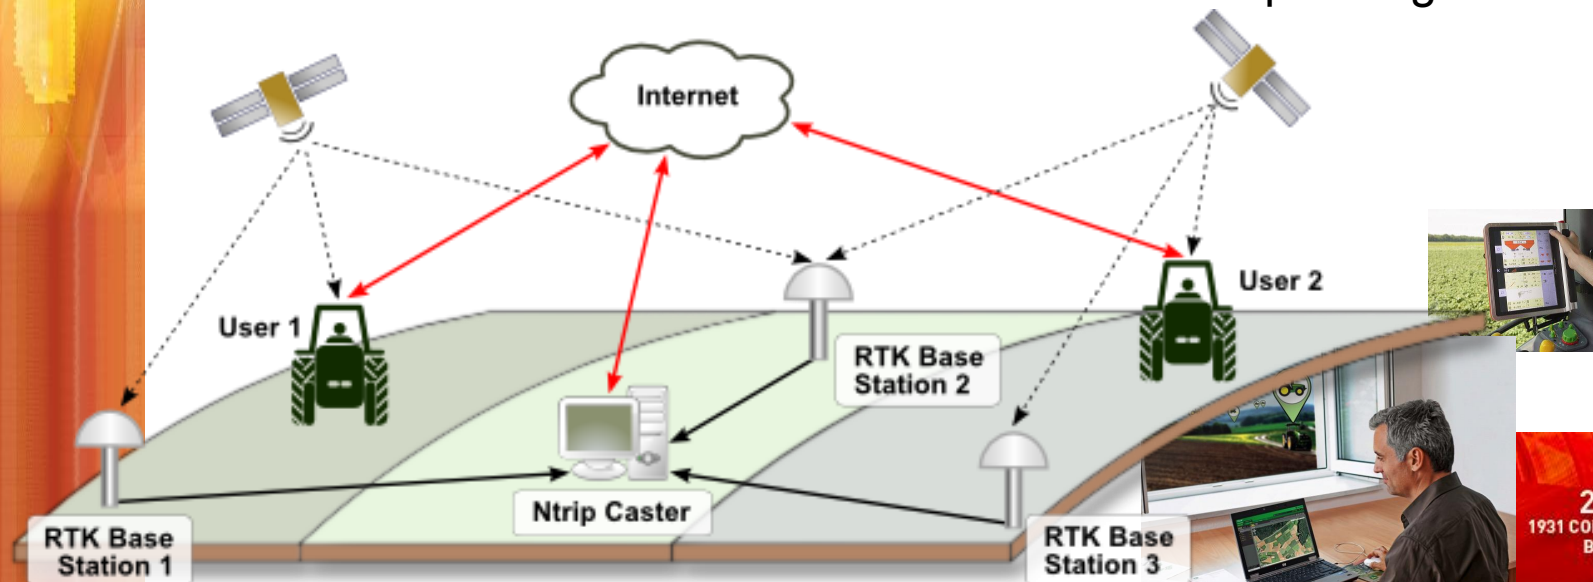 Internet
User 1
User 2
RTK Base
Station 2
Ntrip Caster
RTK Base
Station 1
RTK Base
Station 3
1931